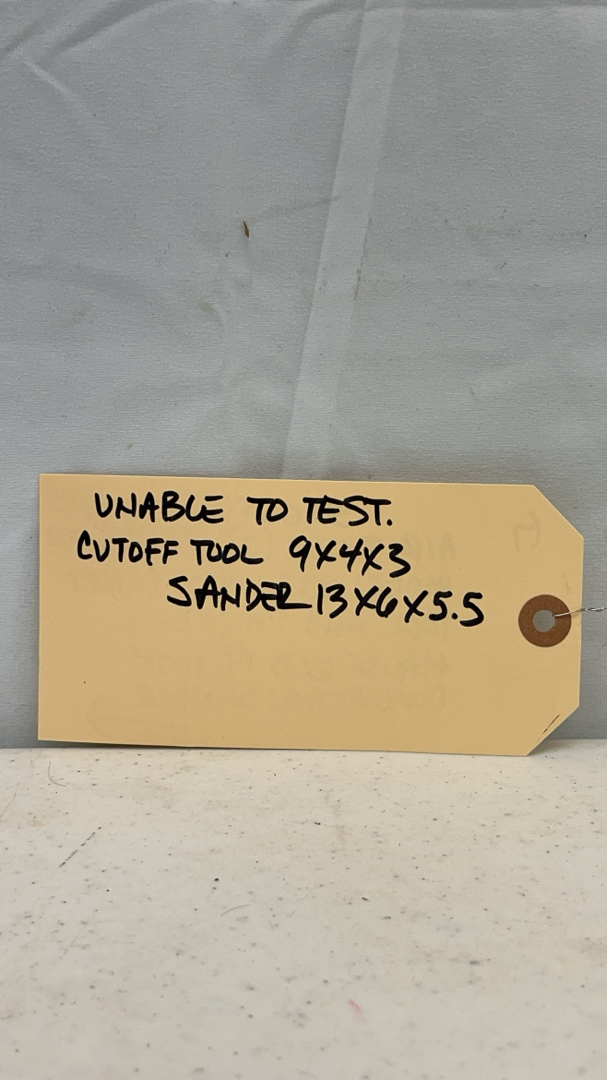 UNABLE TO TEST.
CUTOFF TOOL 9X4X3
SANDER 13X6X5.5